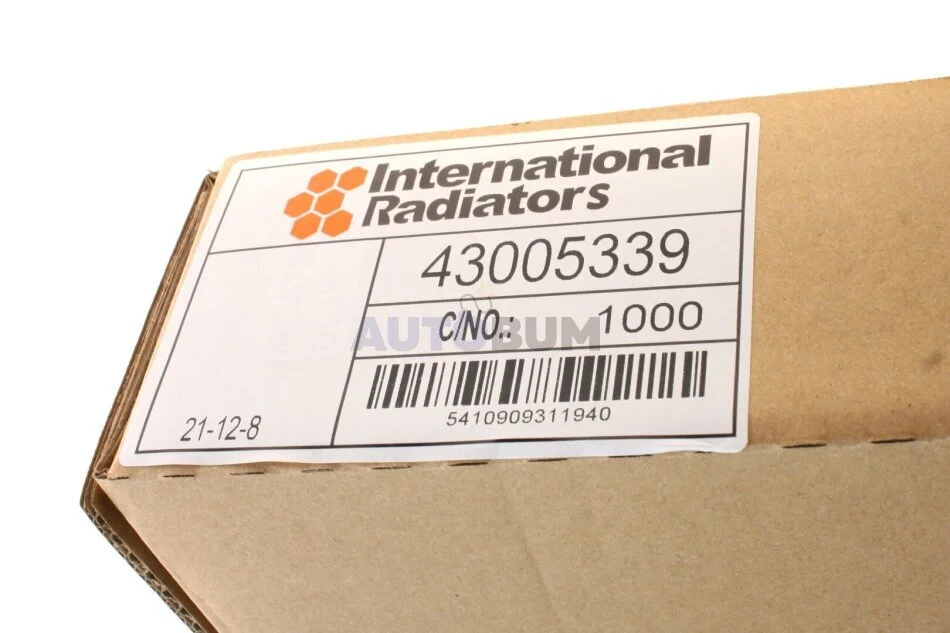 International
Radiators
43005339
C/NO.: 1000
AUTOBUM
5410909311940
21-12-8